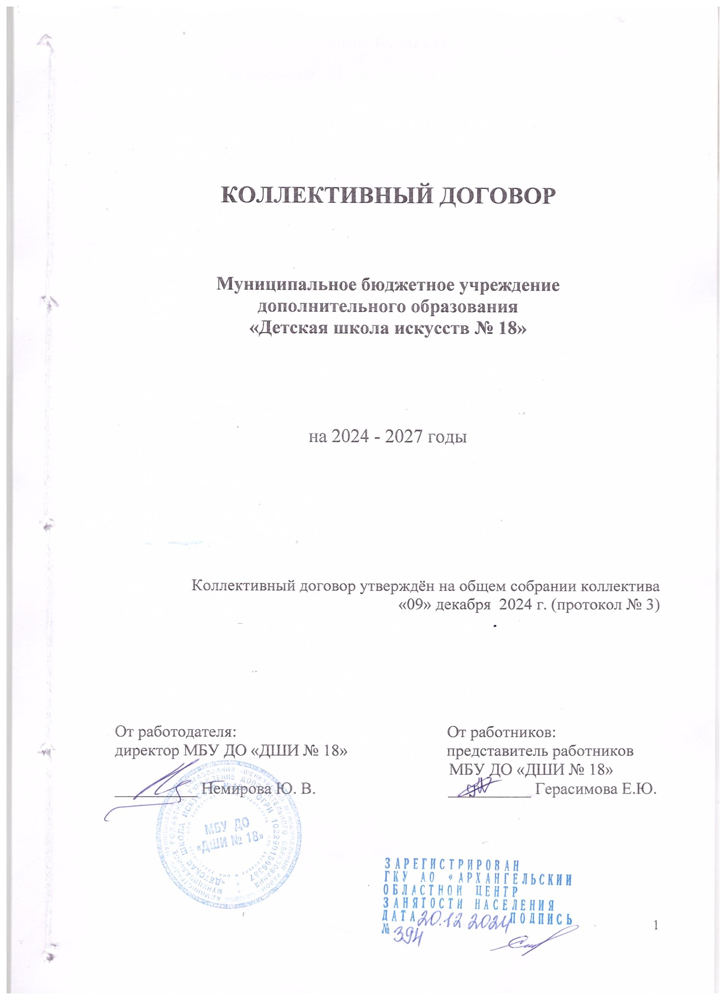 КОЛЛЕКТИВНЫЙ ДОГОВОР
Муниципальное бюджетное учреждение
дополнительного образования
«Детская школа искусств № 18»
на 2024 - 2027 годы
Коллективный договор утверждён на общем собрании коллектива
«09» декабря 2024 г. (протокол № 3)
От работодателя:
директор МБУ ДО «ДШИ № 18»
Немирова Ю. В.
От работников:
представитель работников
МБУ ДО «ДШИ № 18»
Герасимова Е.Ю.
МБУ ДО
«ДШИ № 18»
ОГРН 1022901596387
ЗАРЕГИСТРИРОВАН
ГКУ АО «АРХАНГЕЛЬСКИЙ
ОБЛАСТНОЙ ЦЕНТР
ЗАНЯТОСТИ НАСЕЛЕНИЯ
ДАТА 20.12 2024 ПОДПИСЬ
№ 394
1